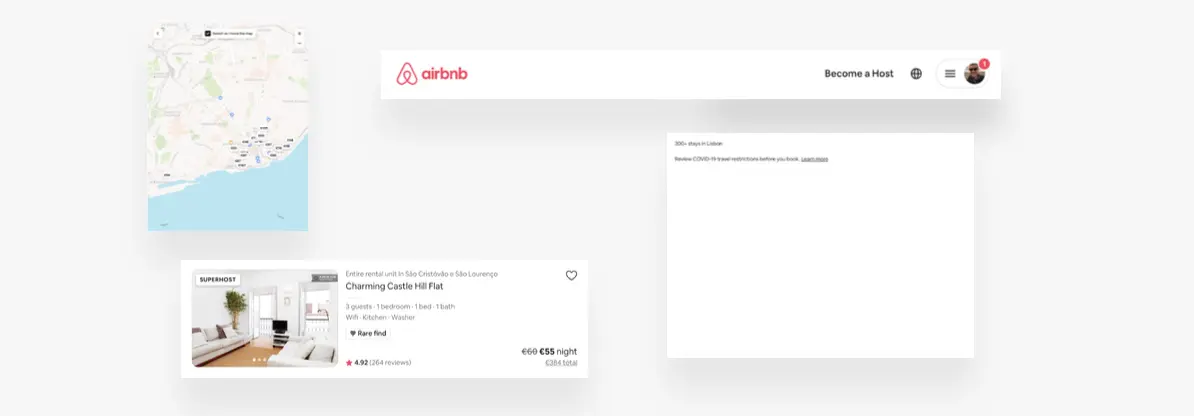 Search as I move the map
airbnb
Become a Host
1
300+ stays in Lisbon
Review COVID-19 travel restrictions before you book. Learn more
SUPERHOST
Entire rental unit in São Cristóvão e São Lourenço
Charming Castle Hill Flat
3 guests · 1 bedroom · 1 bed · 1 bath
Wifi · Kitchen · Washer
Rare find
€60 €55 night
4.92 (264 reviews)
€384 total